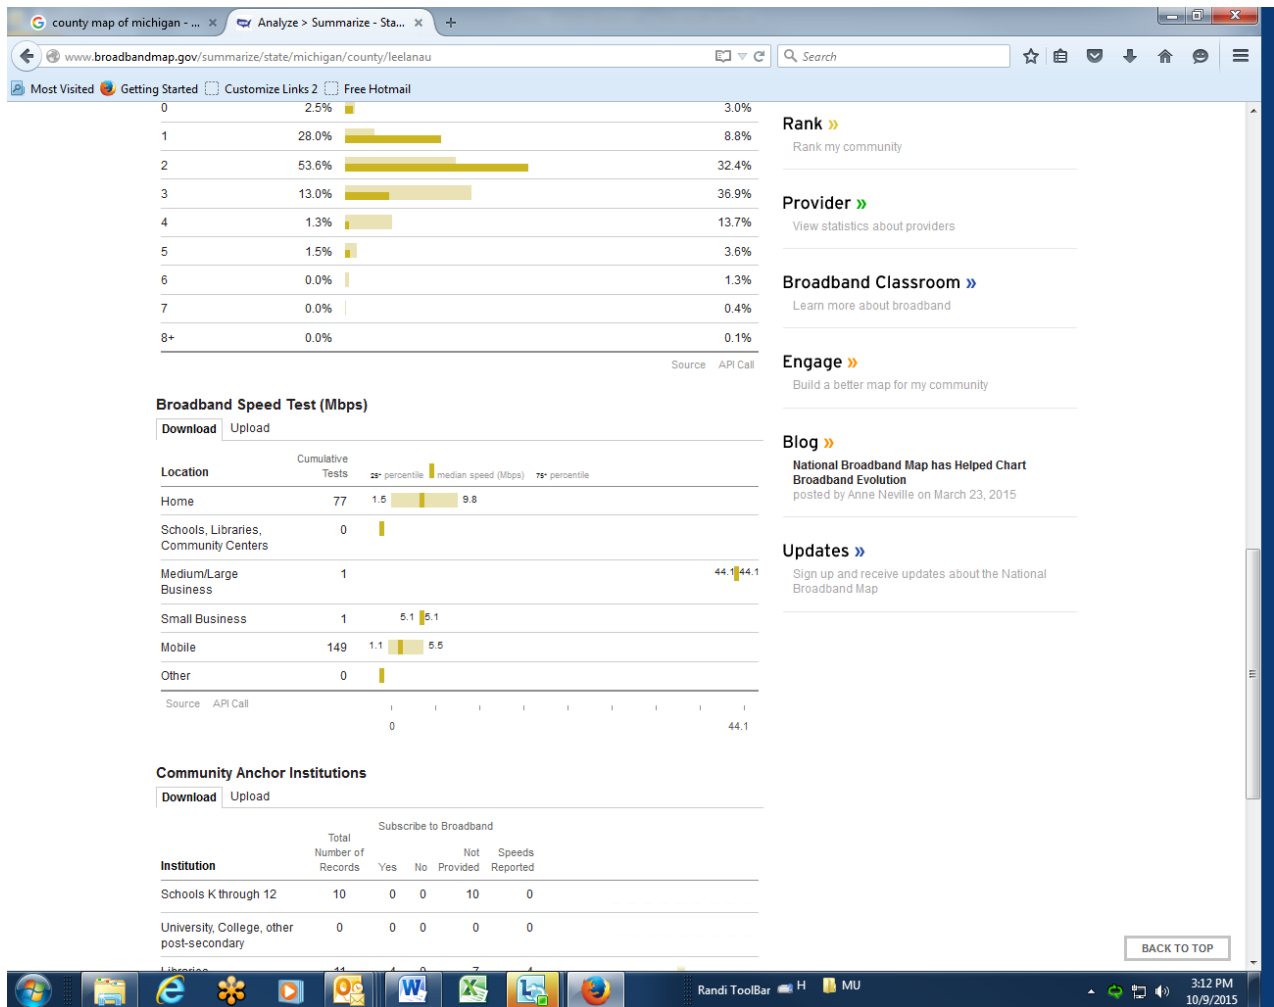 county map of michigan - ... × Analyze > Summarize - Sta... × +
www.broadbandmap.gov/summarize/state/michigan/county/leelanau Search
Most Visited Getting Started Customize Links 2 Free Hotmail
0 2.5% 3.0%
1 28.0% 8.8%
2 53.6% 32.4%
3 13.0% 36.9%
4 1.3% 13.7%
5 1.5% 3.6%
6 0.0% 1.3%
7 0.0% 0.4%
8+ 0.0% 0.1%
Source API Call
Broadband Speed Test (Mbps)
Download Upload
Location Cumulative Tests 25th percentile median speed (Mbps) 75th percentile
Home 77 1.5 9.8
Schools, Libraries, 0
Community Centers
Medium/Large 1 44.1 44.1
Business
Small Business 1 5.1 5.1
Mobile 149 1.1 5.5
Other 0
Source API Call
0 44.1
Community Anchor Institutions
Download Upload
Subscribe to Broadband
Institution Total Number of Records Yes No Not Provided Speeds Reported
Schools K through 12 10 0 0 10 0
University, College, other 0 0 0 0 0
post-secondary
Libraries 11 4 0 7 4
Rank »
Rank my community
Provider »
View statistics about providers
Broadband Classroom »
Learn more about broadband
Engage »
Build a better map for my community
Blog »
National Broadband Map has Helped Chart
Broadband Evolution
posted by Anne Neville on March 23, 2015
Updates »
Sign up and receive updates about the National
Broadband Map
BACK TO TOP
Randi ToolBar H MU
3:12 PM
10/9/2015